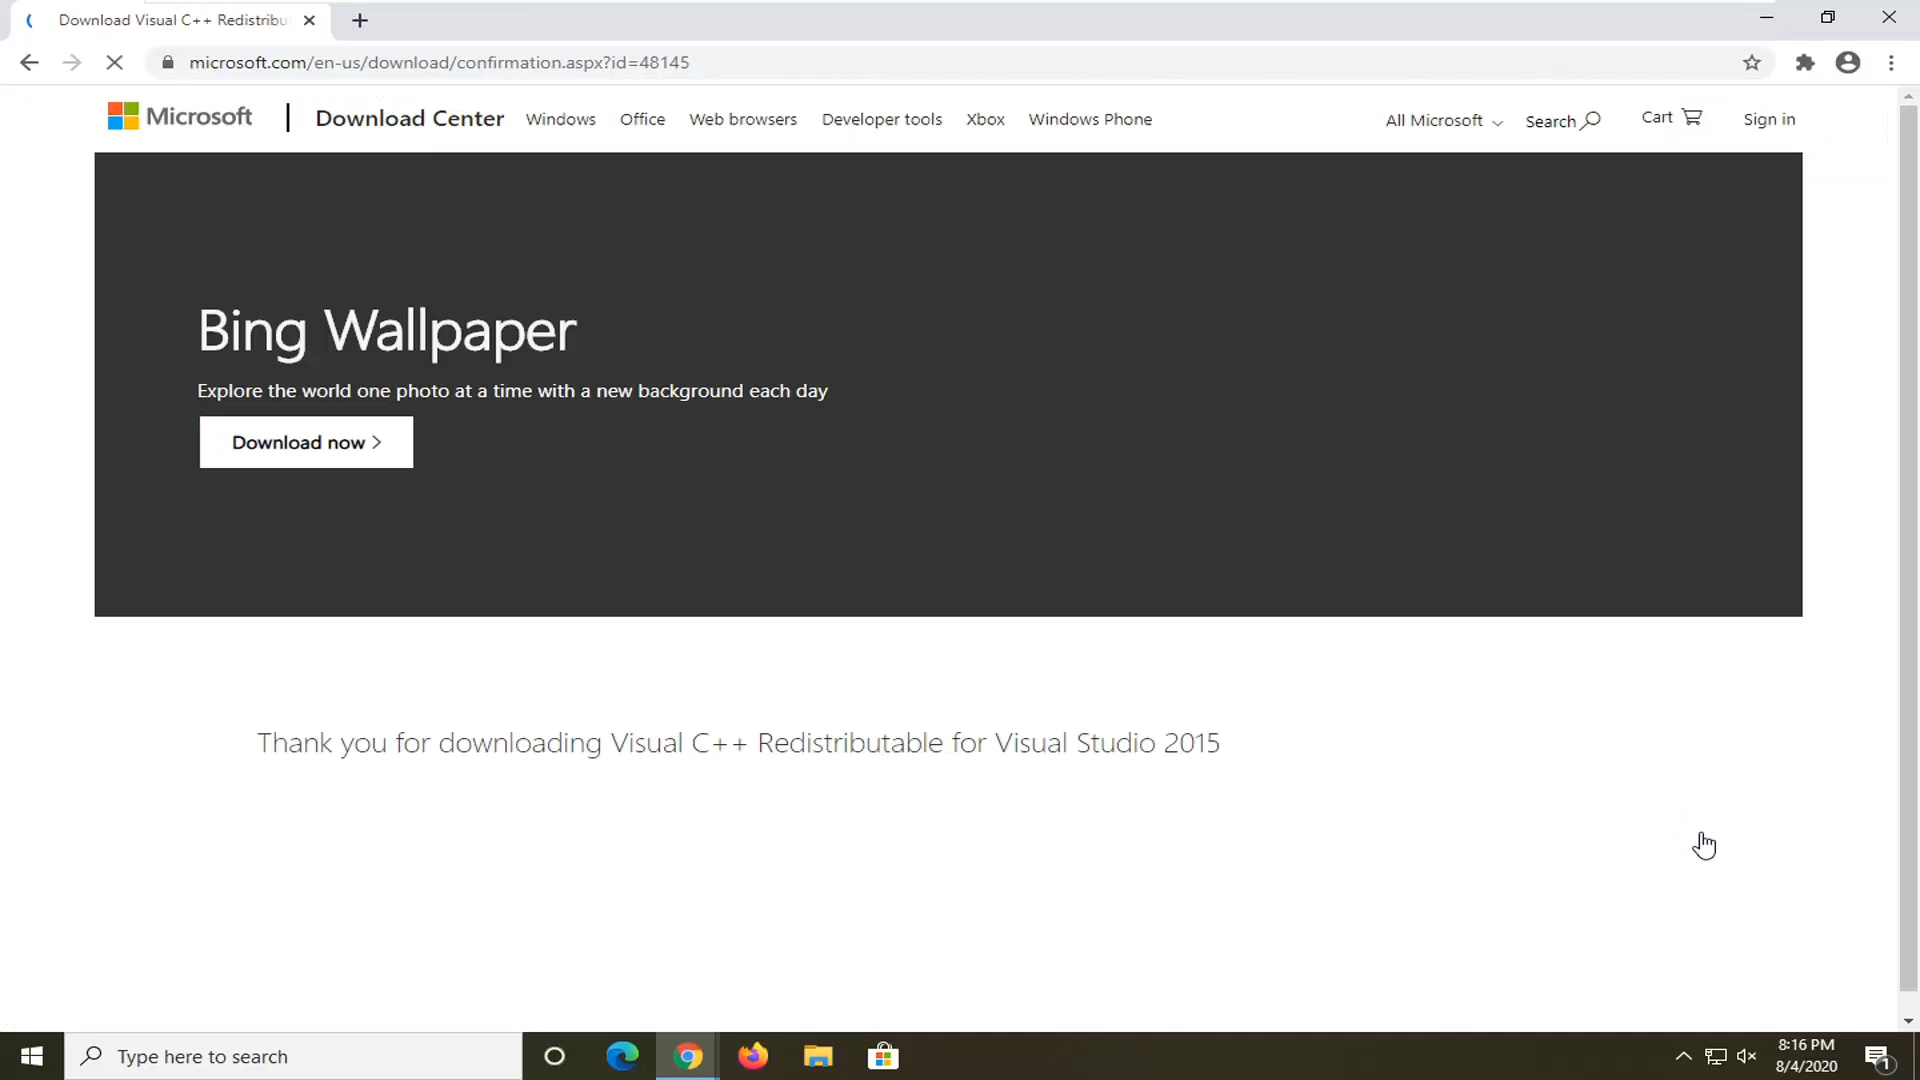 Download Visual C++ Redistribu
microsoft.com/en-us/download/confirmation.aspx?id=48145
Microsoft
Download Center
Windows
Office
Web browsers
Developer tools
Xbox
Windows Phone
All Microsoft
Search
Cart
Sign in
Bing Wallpaper
Explore the world one photo at a time with a new background each day
Download now >
Thank you for downloading Visual C++ Redistributable for Visual Studio 2015
Type here to search
8:16 PM
8/4/2020
1